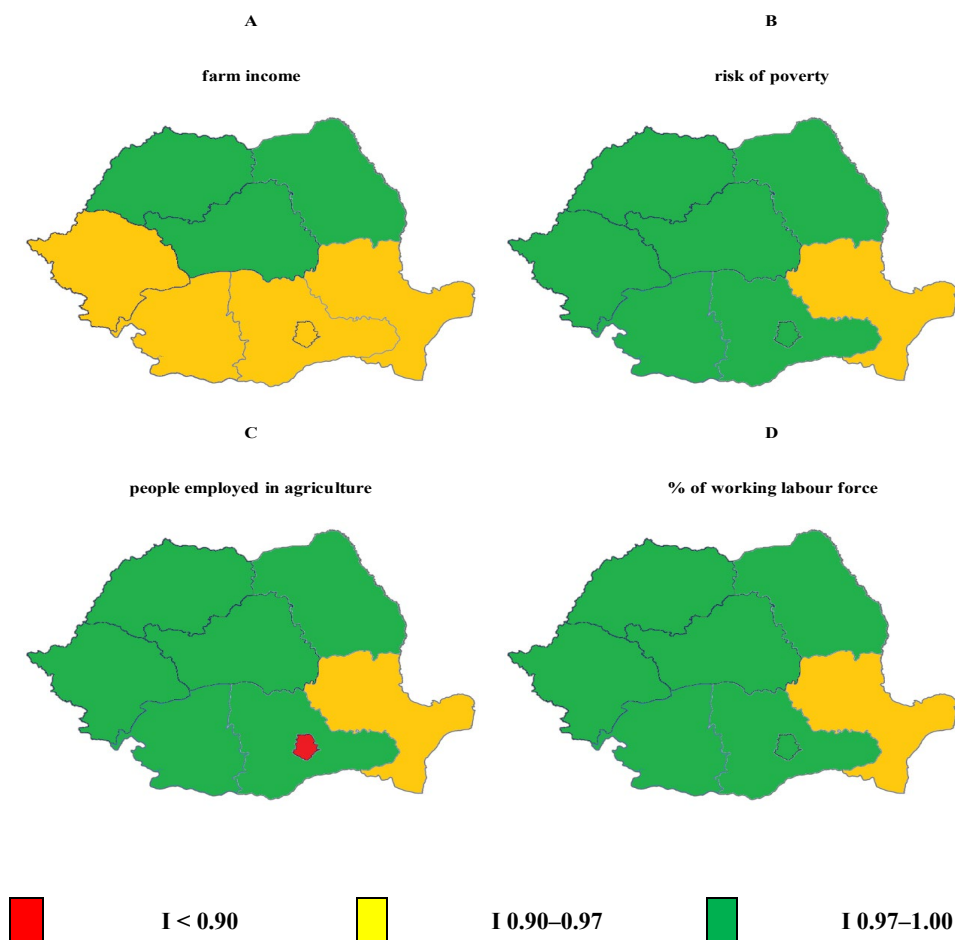 A
B
farm income
risk of poverty
C
D
people employed in agriculture
% of working labour force
I < 0.90
I 0.90–0.97
I 0.97–1.00